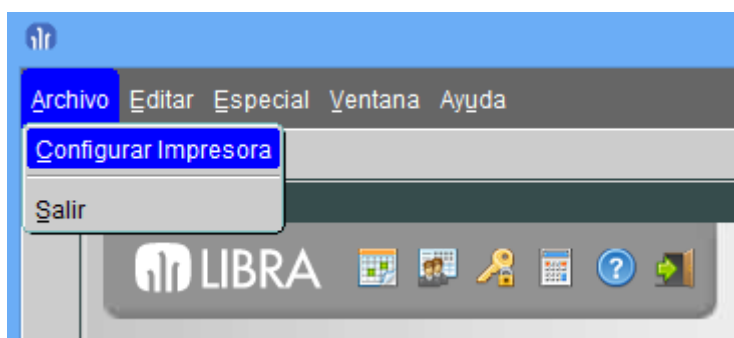 Archivo Editar Especial Ventana Ayuda
Configurar Impresora
Salir
LIBRA
?